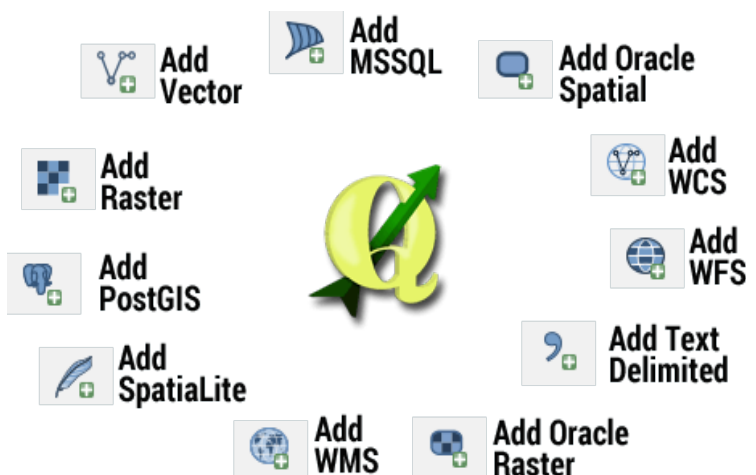 Add
MSSQL
Add
Vector
Add Oracle
Spatial
Add
Raster
Add
WCS
Add
PostGIS
Add
WFS
Add
SpatiaLite
Add Text
Delimited
Add
WMS
Add Oracle
Raster